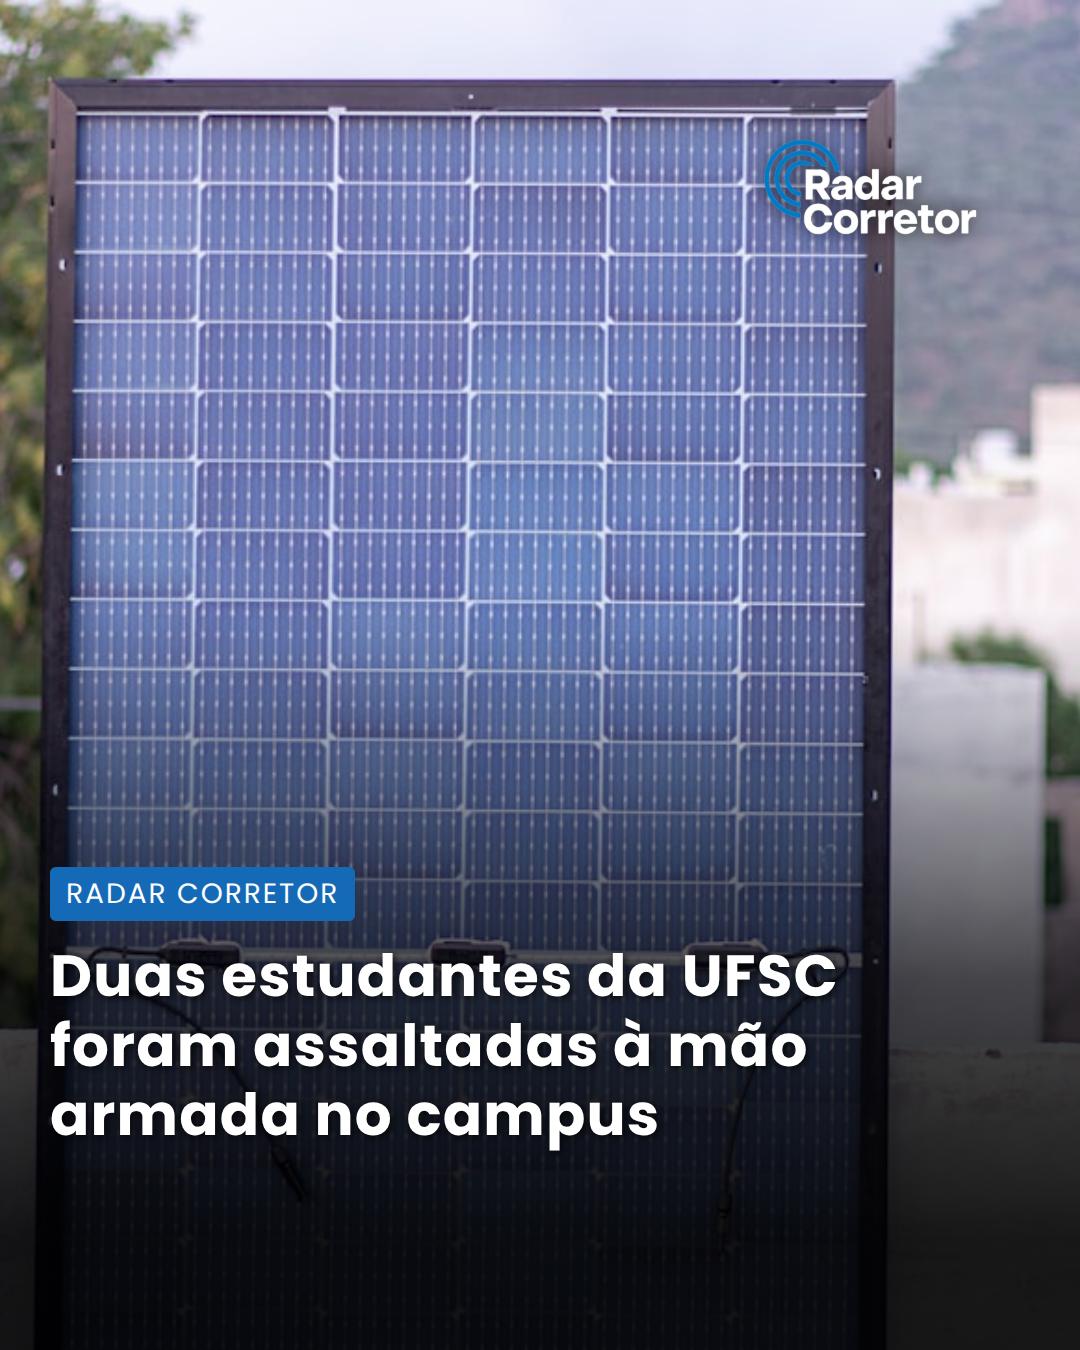 Radar
Corretor
RADAR CORRETOR
Duas estudantes da UFSC
foram assaltadas à mão
armada no campus